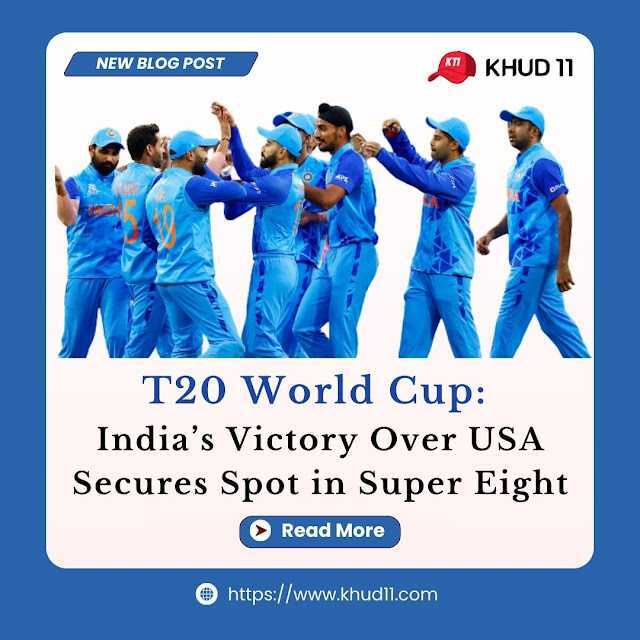 NEW BLOG POST
KTI KHUD 11
T20 World Cup:
India's Victory Over USA
Secures Spot in Super Eight
Read More
https://www.khud11.com